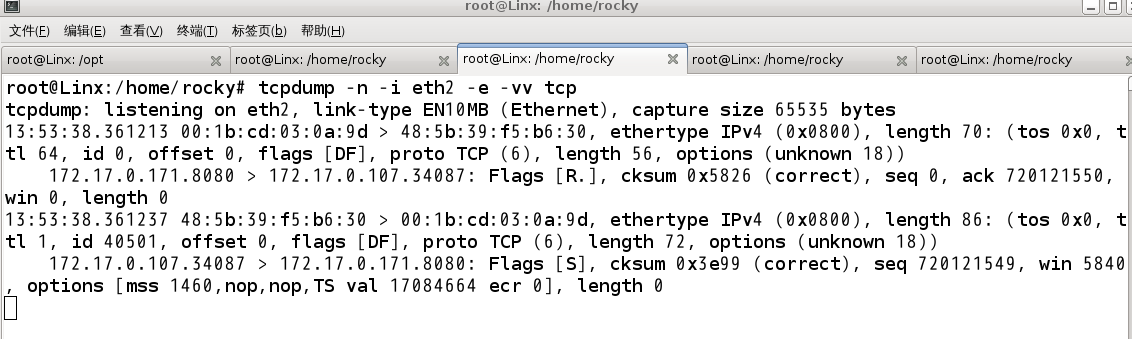 root@Linx: /home/rocky
文件(F) 编辑(E) 查看(V) 终端(T) 标签页(b) 帮助(H)
root@Linx: /opt root@Linx: /home/rocky root@Linx: /home/rocky root@Linx: /home/rocky root@Linx: /home/rocky
root@Linx:/home/rocky# tcpdump -n -i eth2 -e -vv tcp
tcpdump: listening on eth2, link-type EN10MB (Ethernet), capture size 65535 bytes
13:53:38.361213 00:1b:cd:03:0a:9d > 48:5b:39:f5:b6:30, ethertype IPv4 (0x0800), length 70: (tos 0x0, t
tl 64, id 0, offset 0, flags [DF], proto TCP (6), length 56, options (unknown 18))
172.17.0.171.8080 > 172.17.0.107.34087: Flags [R.], cksum 0x5826 (correct), seq 0, ack 720121550,
win 0, length 0
13:53:38.361237 48:5b:39:f5:b6:30 > 00:1b:cd:03:0a:9d, ethertype IPv4 (0x0800), length 86: (tos 0x0, t
tl 1, id 40501, offset 0, flags [DF], proto TCP (6), length 72, options (unknown 18))
172.17.0.107.34087 > 172.17.0.171.8080: Flags [S], cksum 0x3e99 (correct), seq 720121549, win 5840
, options [mss 1460,nop,nop,TS val 17084664 ecr 0], length 0